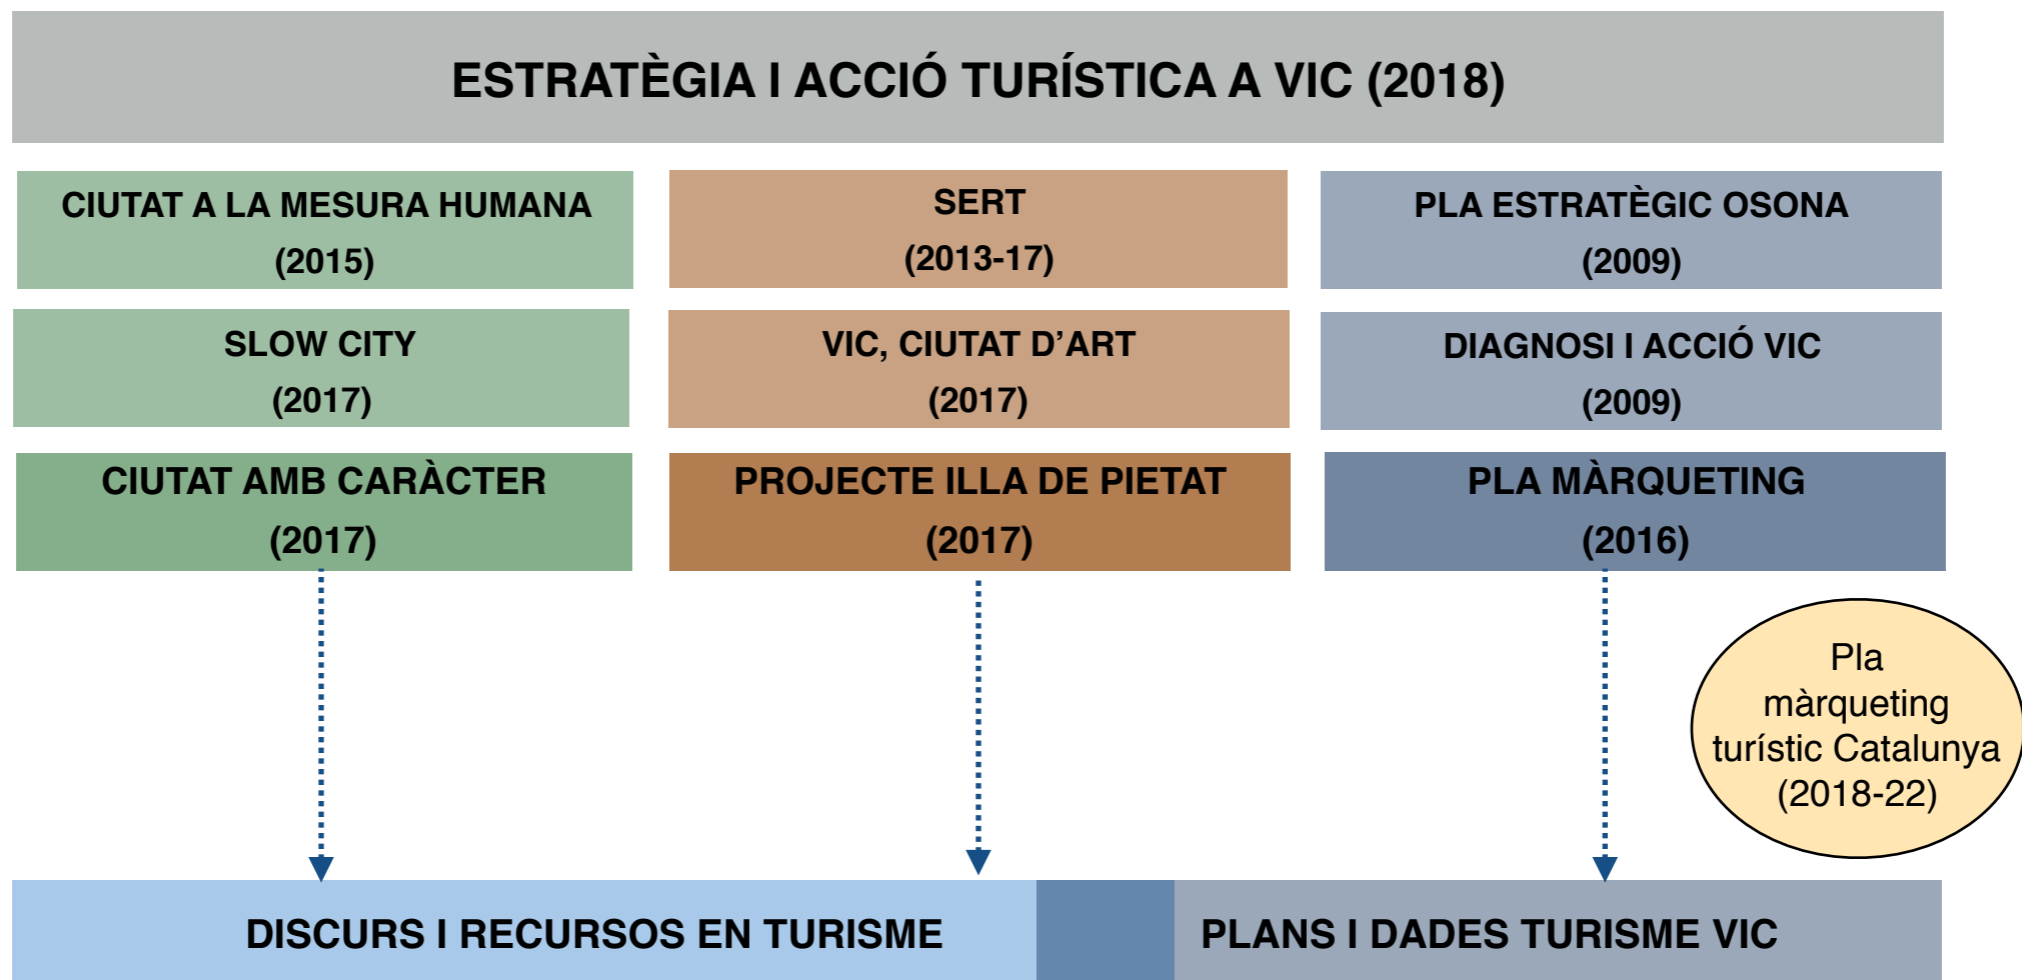 ESTRATÈGIA I ACCIÓ TURÍSTICA A VIC (2018)
CIUTAT A LA MESURA HUMANA
(2015)
SERT
(2013-17)
PLA ESTRATÈGIC OSONA
(2009)
SLOW CITY
(2017)
VIC, CIUTAT D’ART
(2017)
DIAGNOSI I ACCIÓ VIC
(2009)
CIUTAT AMB CARÀCTER
(2017)
PROJECTE ILLA DE PIETAT
(2017)
PLA MÀRQUETING
(2016)
Pla
màrqueting
turístic Catalunya
(2018-22)
DISCURS I RECURSOS EN TURISME
PLANS I DADES TURISME VIC